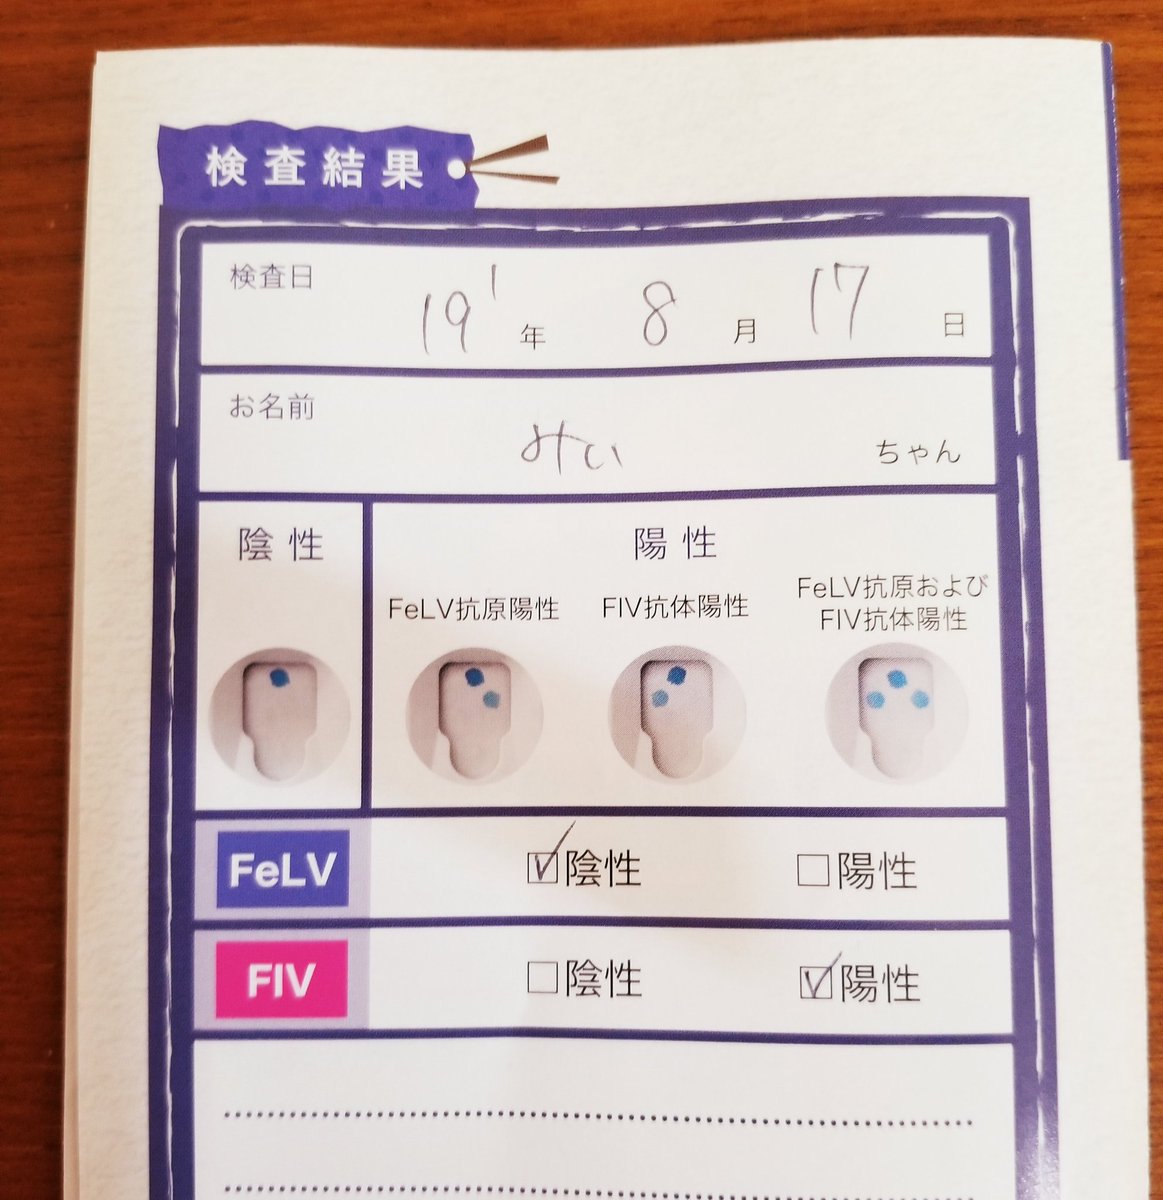 検査結果
検査日 19' 年 8 月 17 日
お名前 みい ちゃん
陰性 陽性
FeLV抗原陽性 FIV抗体陽性 FeLV抗原および
FIV抗体陽性
FeLV ☑陰性 □陽性
FIV □陰性 ☑陽性